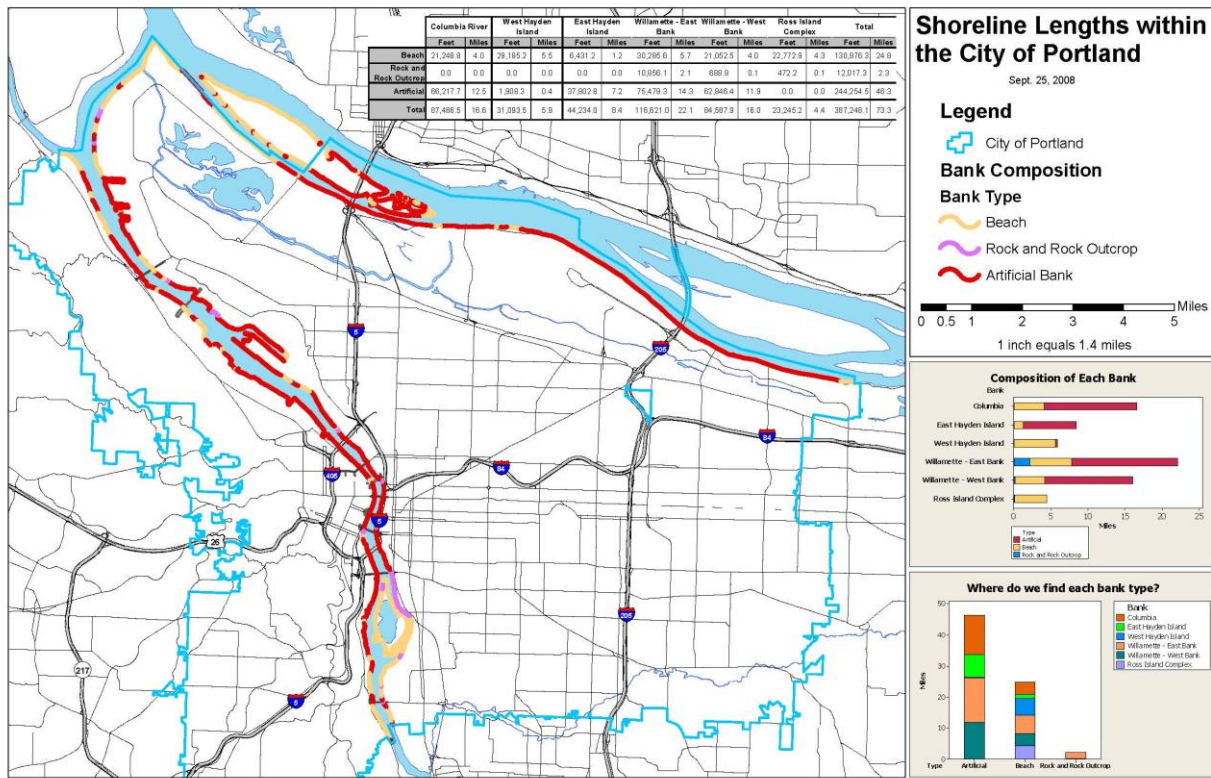 Columbia River West Hayden Island East Hayden Island Willamette - East Bank Willamette - West Bank Ross Island Complex Total
Feet Miles Feet Miles Feet Miles Feet Miles Feet Miles Feet Miles Feet Miles
Beach 21,248.8 4.0 29,185.2 5.5 6,431.2 1.2 30,285.6 5.7 21,052.5 4.0 22,772.9 4.3 130,976.3 24.8
Rock and Rock Outcrop 0.0 0.0 0.0 0.0 0.0 0.0 10,856.1 2.1 688.9 0.1 472.2 0.1 12,017.3 2.3
Artificial 66,217.7 12.5 1,908.3 0.4 37,802.8 7.2 75,479.3 14.3 62,846.4 11.9 0.0 0.0 244,254.5 46.3
Total 87,466.5 16.6 31,093.5 5.9 44,234.0 8.4 116,621.0 22.1 84,587.9 16.0 23,245.2 4.4 387,248.1 73.3
5
205
84
84
405
5
26
205
217
5
Shoreline Lengths within
the City of Portland
Sept. 25, 2008
Legend
City of Portland
Bank Composition
Bank Type
Beach
Rock and Rock Outcrop
Artificial Bank
Miles
0 0.5 1 2 3 4 5
1 inch equals 1.4 miles
Composition of Each Bank
Bank
Columbia
East Hayden Island
West Hayden Island
Willamette - East Bank
Willamette - West Bank
Ross Island Complex
0 5 10 15 20 25
Miles
Type
Artificial
Beach
Rock and Rock Outcrop
Where do we find each bank type?
50
40
30
20
10
0
Miles
Type Artificial Beach Rock and Rock Outcrop
Bank
Columbia
East Hayden Island
West Hayden Island
Willamette - East Bank
Willamette - West Bank
Ross Island Complex